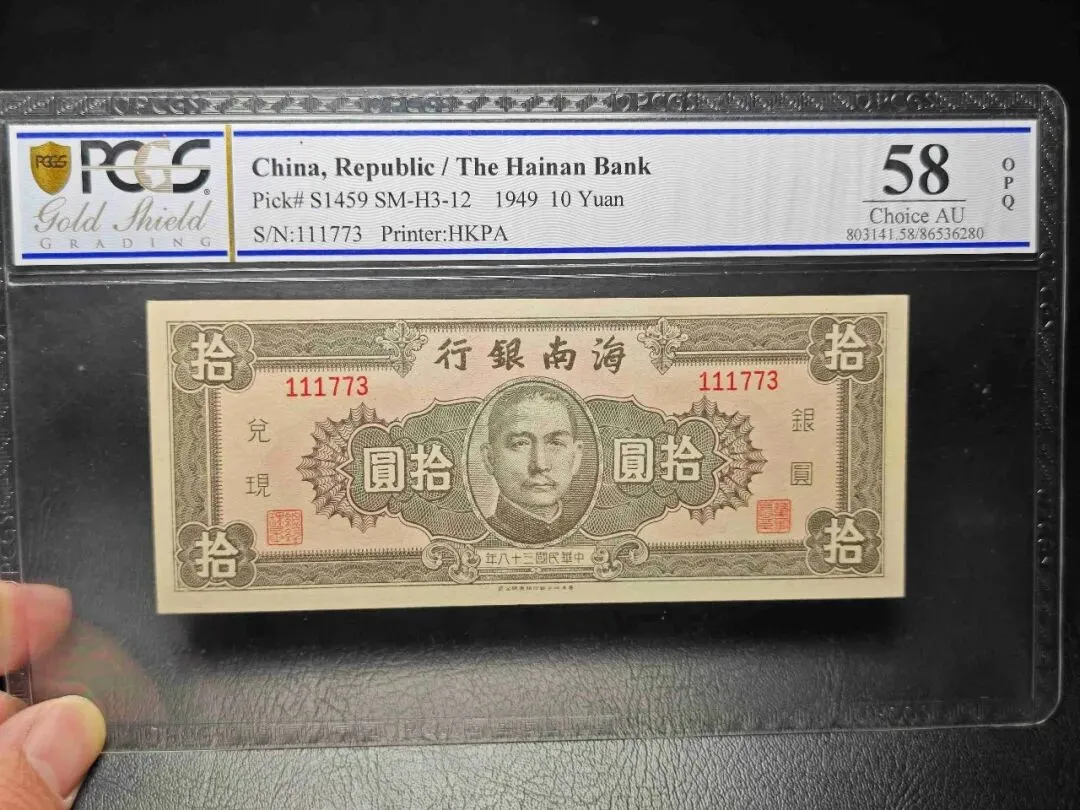 PCGS
PCGS
Gold Shield
GRADING
China, Republic / The Hainan Bank
Pick# S1459 SM-H3-12 1949 10 Yuan
S/N:111773 Printer:HKPA
58
Choice AU
803141.58/86536280
OPQ
拾
行銀南海
拾
111773
111773
兌現
銀圓
圓拾
圓拾
拾
年八十三國民華中
拾